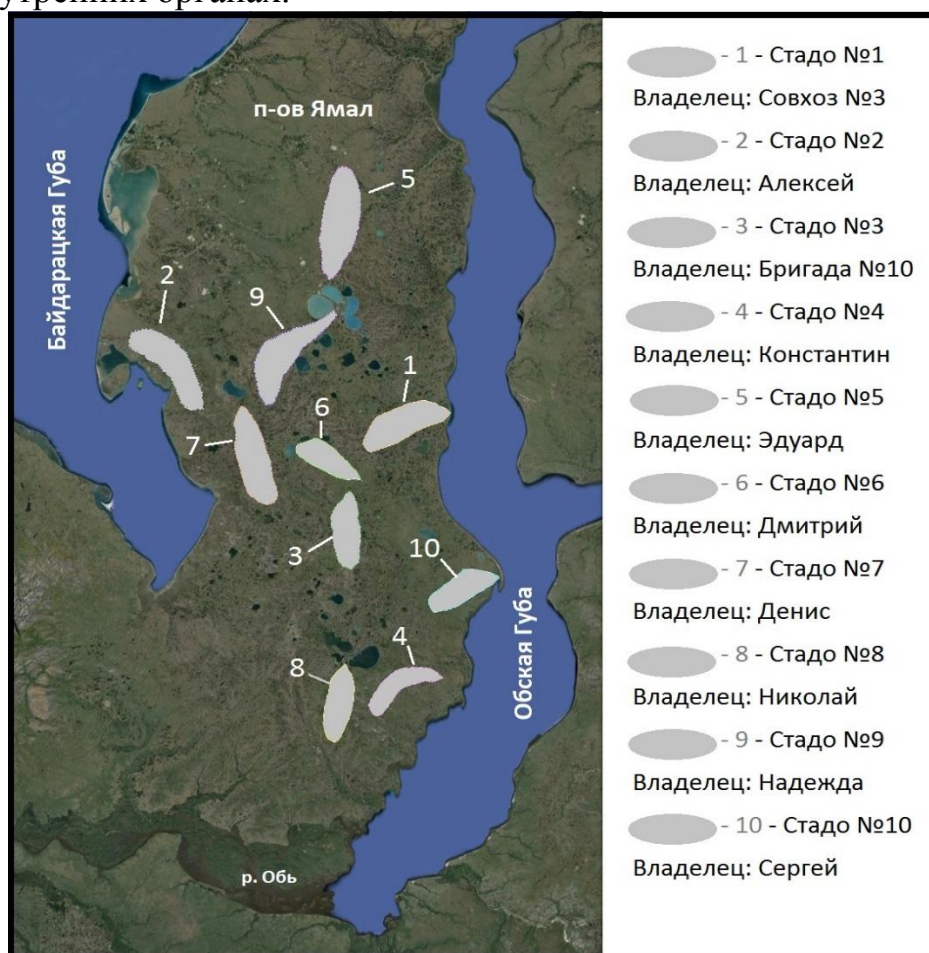 утренних органах.
п-ов Ямал
Байдарацкая Губа
Обская Губа
р. Обь
5
2
9
1
6
7
3
10
4
8
- 1 - Стадо №1
Владелец: Совхоз №3
- 2 - Стадо №2
Владелец: Алексей
- 3 - Стадо №3
Владелец: Бригада №10
- 4 - Стадо №4
Владелец: Константин
- 5 - Стадо №5
Владелец: Эдуард
- 6 - Стадо №6
Владелец: Дмитрий
- 7 - Стадо №7
Владелец: Денис
- 8 - Стадо №8
Владелец: Николай
- 9 - Стадо №9
Владелец: Надежда
- 10 - Стадо №10
Владелец: Сергей